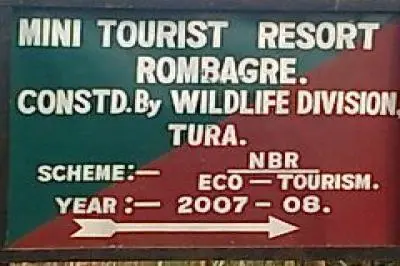 MINI TOURIST RESORT
ROMBAGRE.
CONSTD.By WILDLIFE DIVISION,
TURA.
SCHEME:— NBR
ECO — TOURISM.
YEAR :— 2007 – 08.